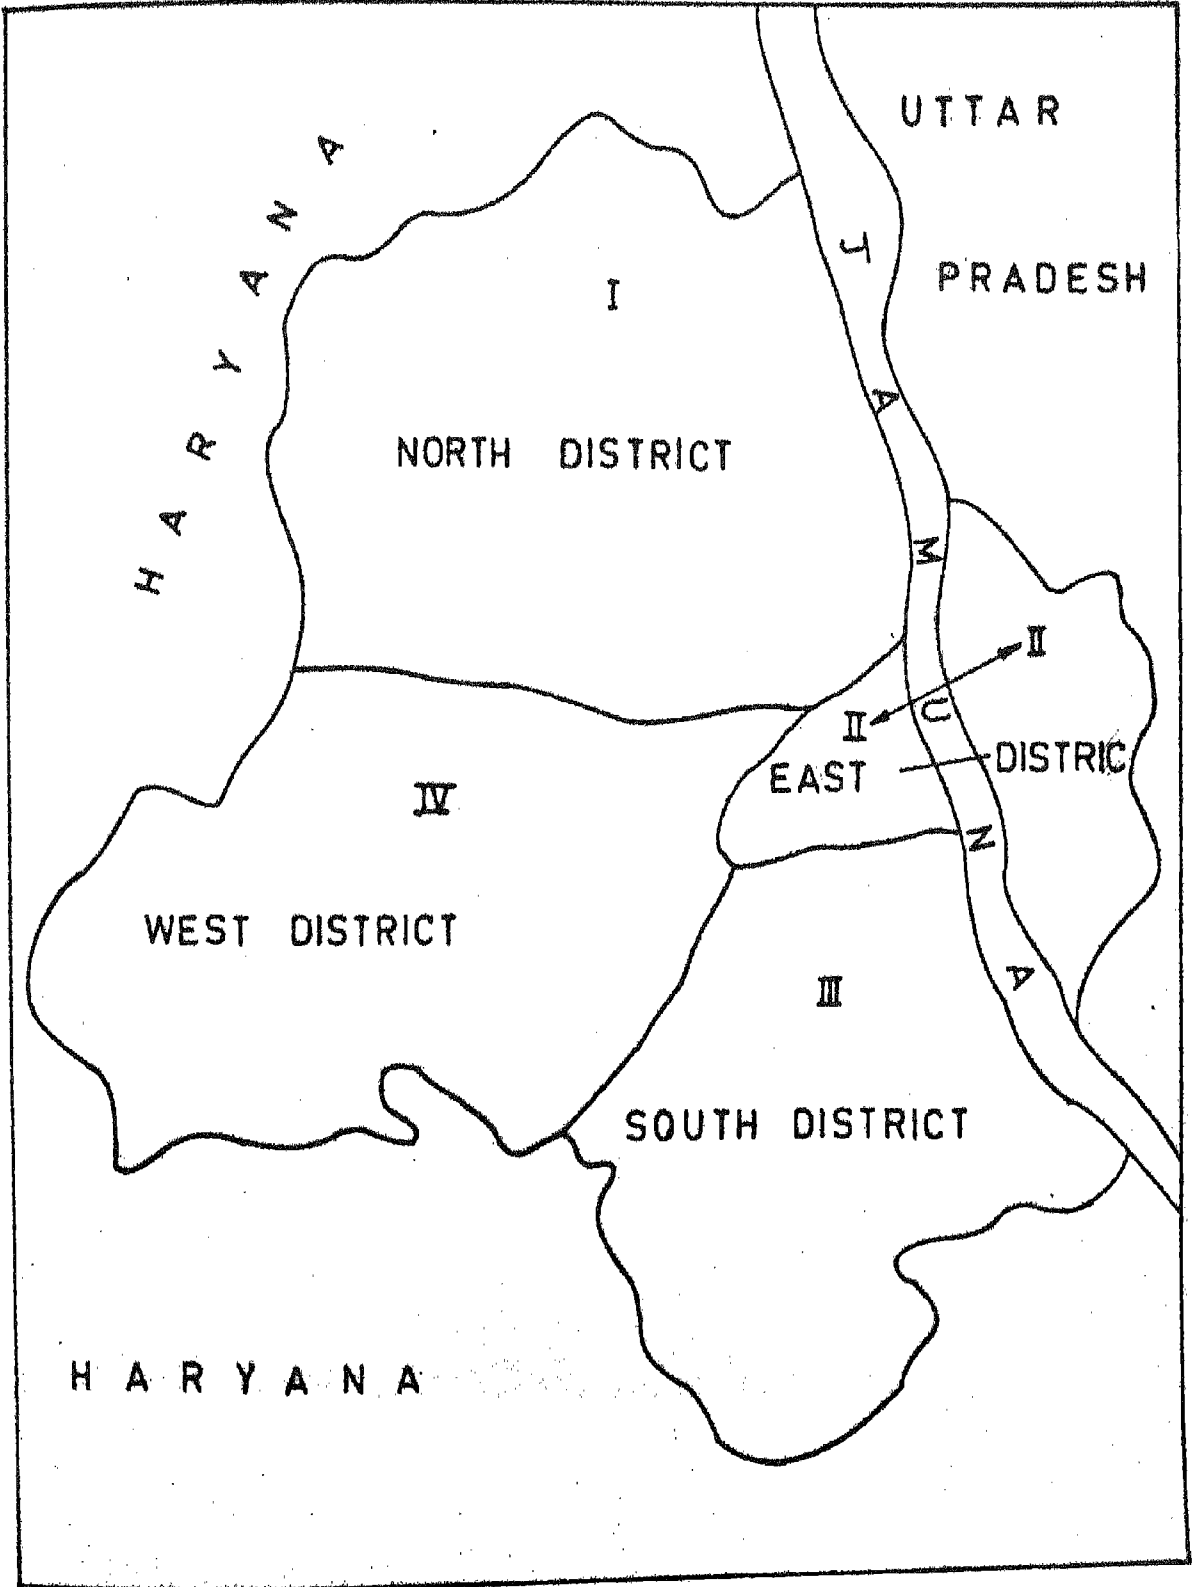 UTTAR
PRADESH
HARYANA
JAMUNA
I
NORTH DISTRICT
II
II
EAST DISTRIC
IV
WEST DISTRICT
III
SOUTH DISTRICT
HARYANA